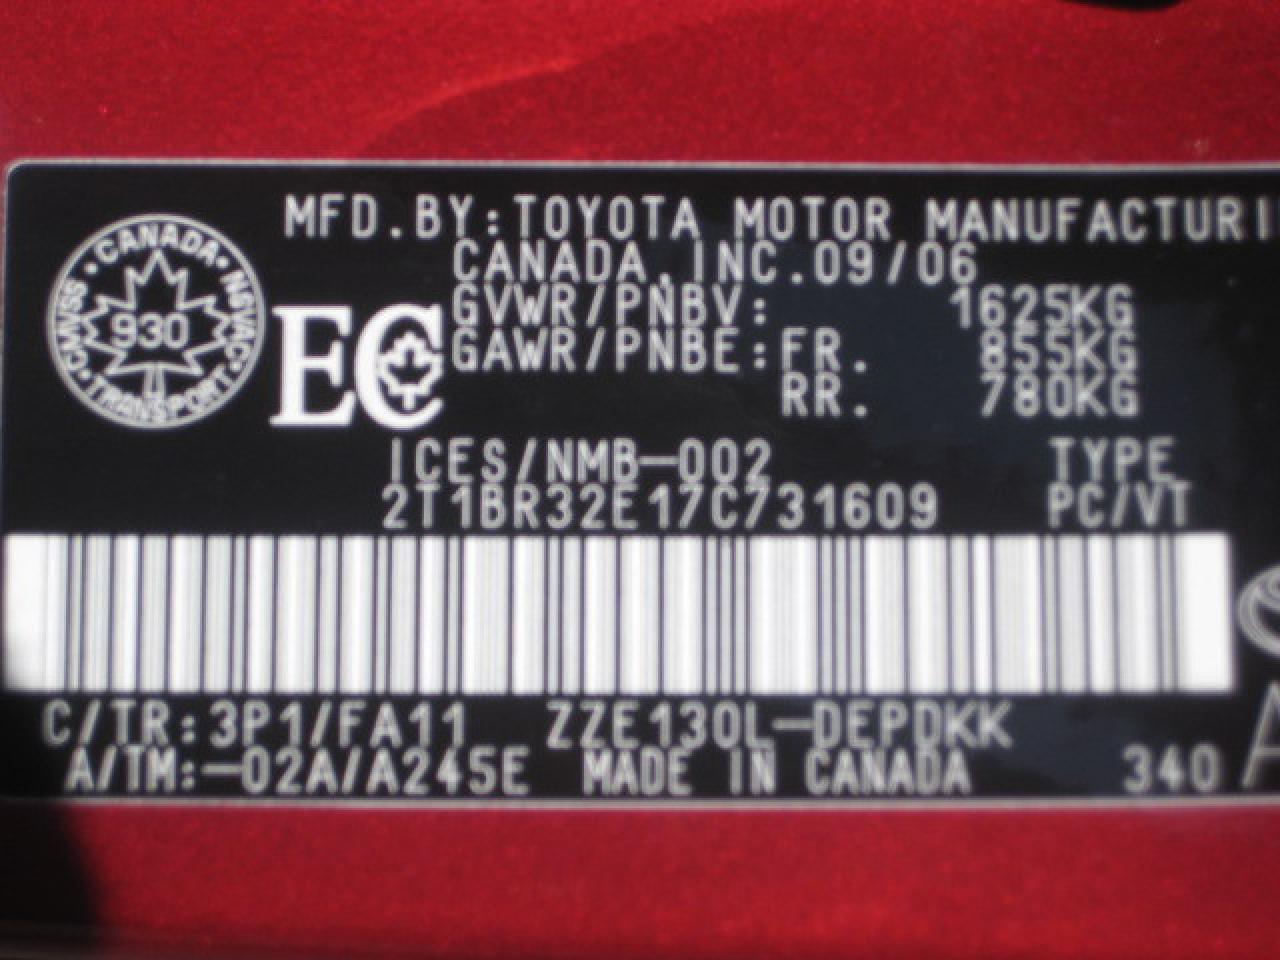 MFD.BY:TOYOTA MOTOR MANUFACTURI
CANADA,INC.09/06
GVWR/PNBV: 1625KG
GAWR/PNBE:FR. 855KG
RR. 780KG
CANADA · NSVAC · TRANSPORT · CMVSS
930
EC
ICES/NMB-002 TYPE
2T1BR32E17C731609 PC/VT
C/TR:3P1/FA11 ZZE130L-DEPDKK
A/TM:-02A/A245E MADE IN CANADA 340
A